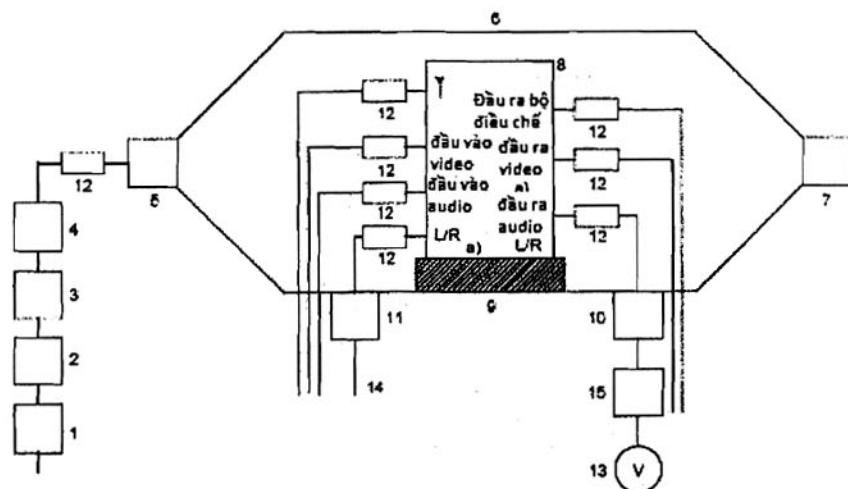 6
8
Đầu ra bộ
điều chế
12
12
đầu vào
video
đầu ra
video
a)
12
12
12
5
7
đầu vào
audio
đầu ra
audio
L/R
12
12
4
L/R
a)
12
3
9
11
10
2
14
15
1
13
V